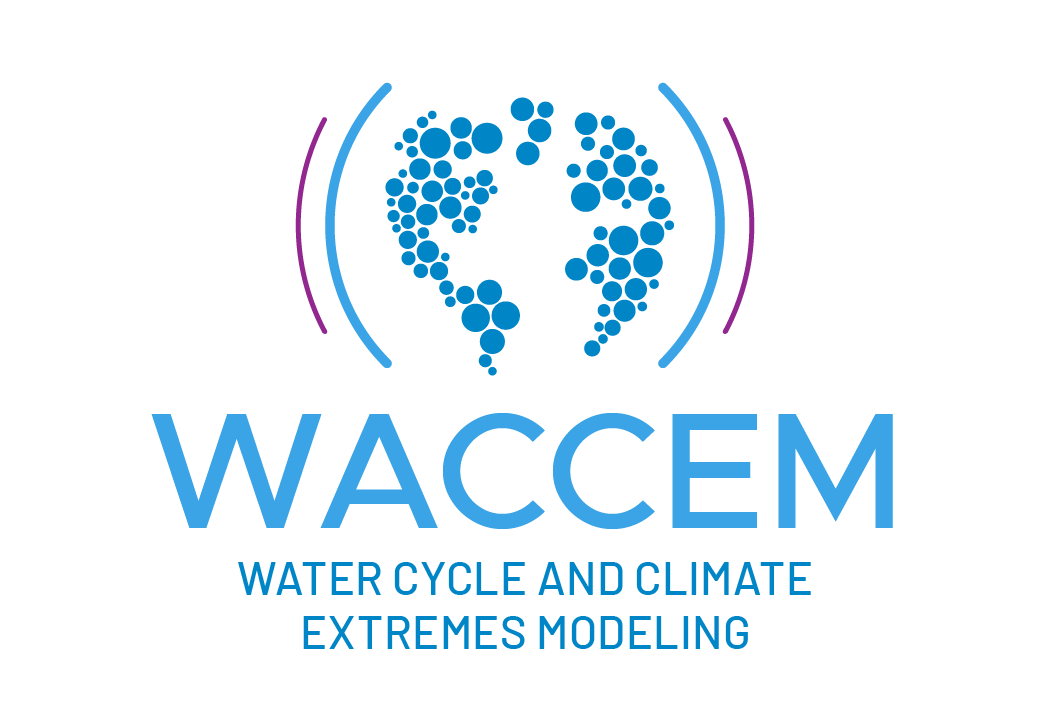 WACCEM
WATER CYCLE AND CLIMATE
EXTREMES MODELING